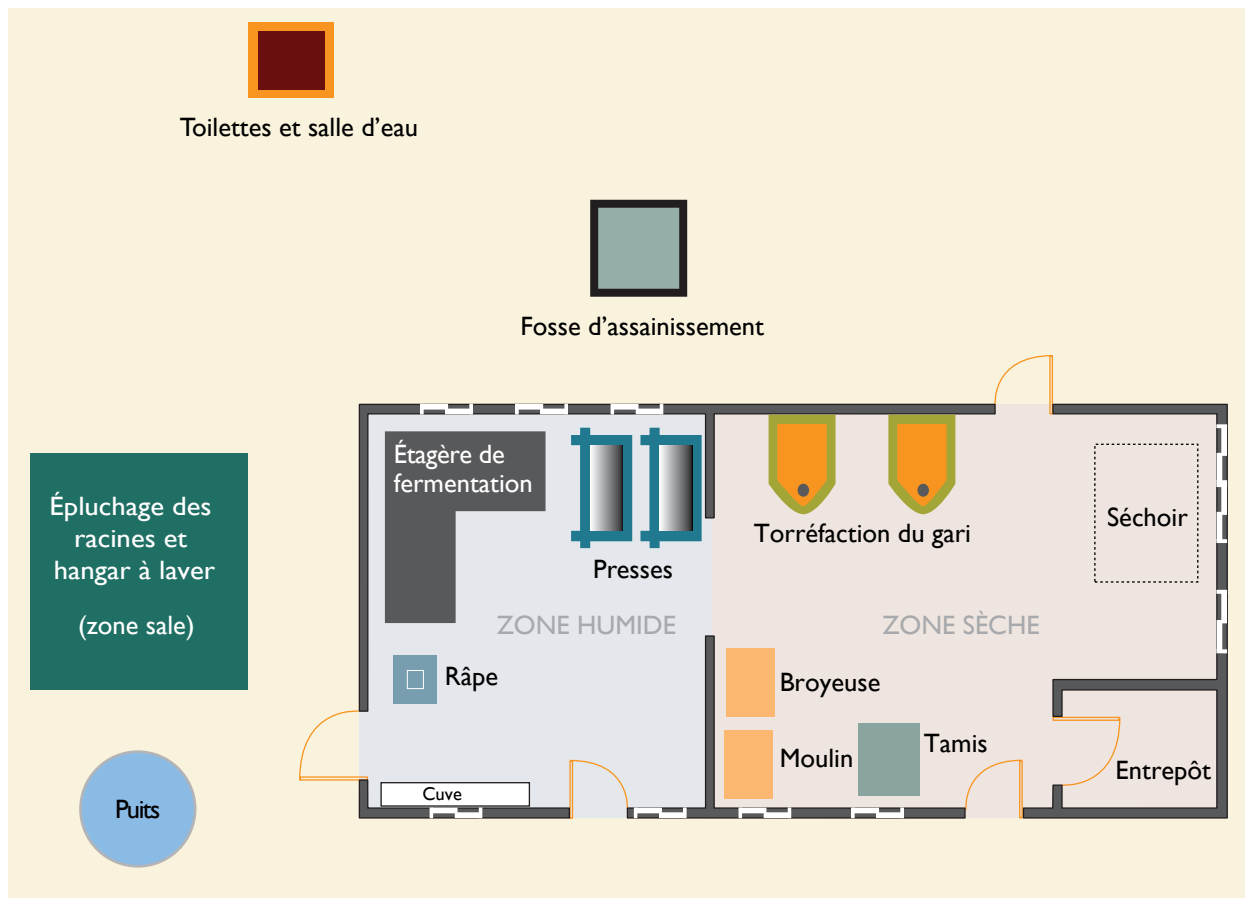 Toilettes et salle d'eau
Fosse d'assainissement
Épluchage des
racines et
hangar à laver
(zone sale)
Puits
Étagère de
fermentation
Presses
ZONE HUMIDE
Râpe
Cuve
Torréfaction du gari
Séchoir
ZONE SÈCHE
Broyeuse
Moulin
Tamis
Entrepôt